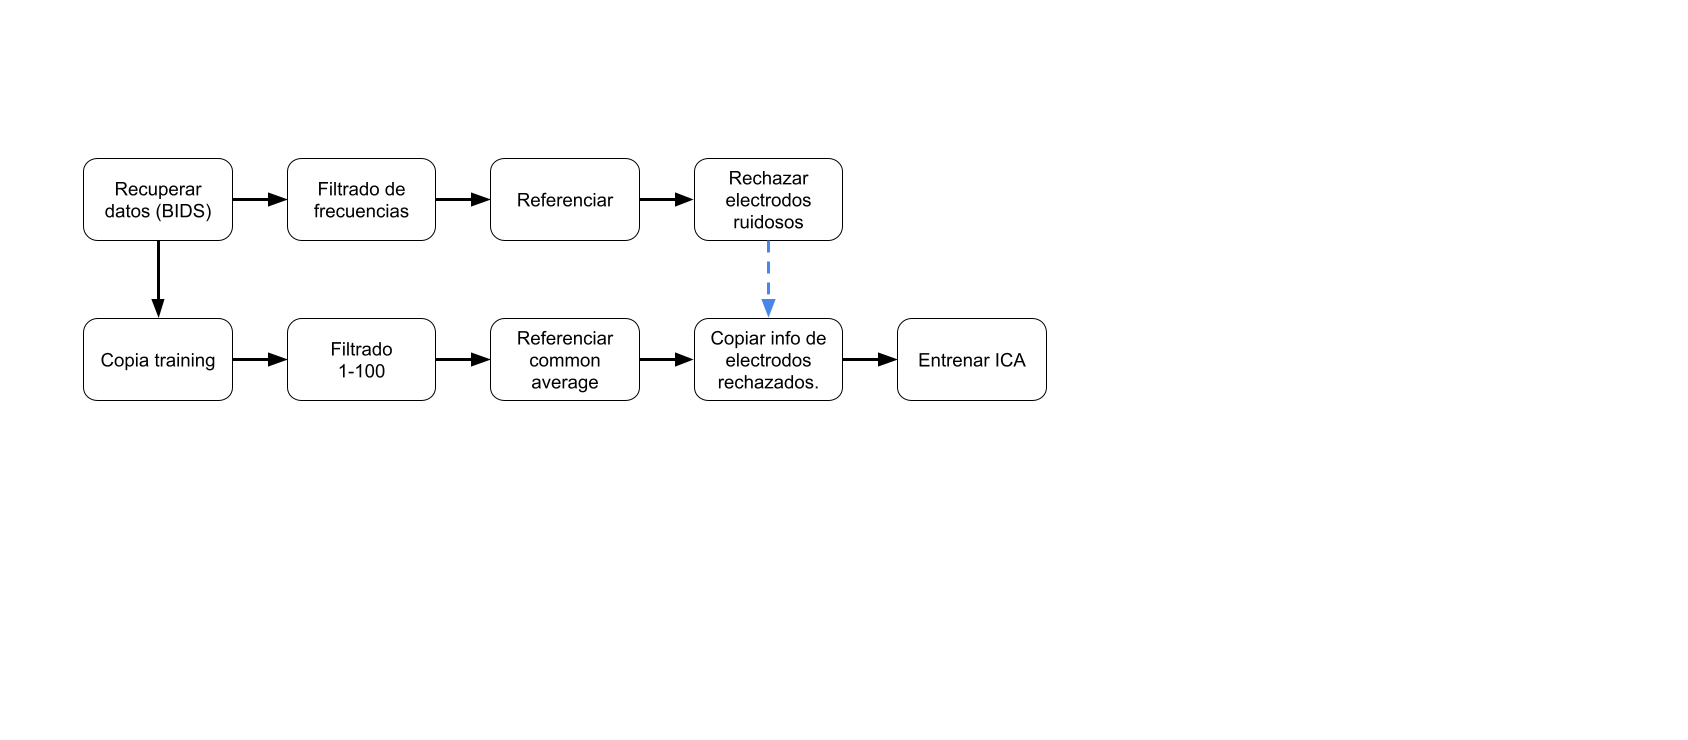 Recuperar
datos (BIDS)
Filtrado de
frecuencias
Referenciar
Rechazar
electrodos
ruidosos
Copia training
Filtrado
1-100
Referenciar
common
average
Copiar info de
electrodos
rechazados.
Entrenar ICA